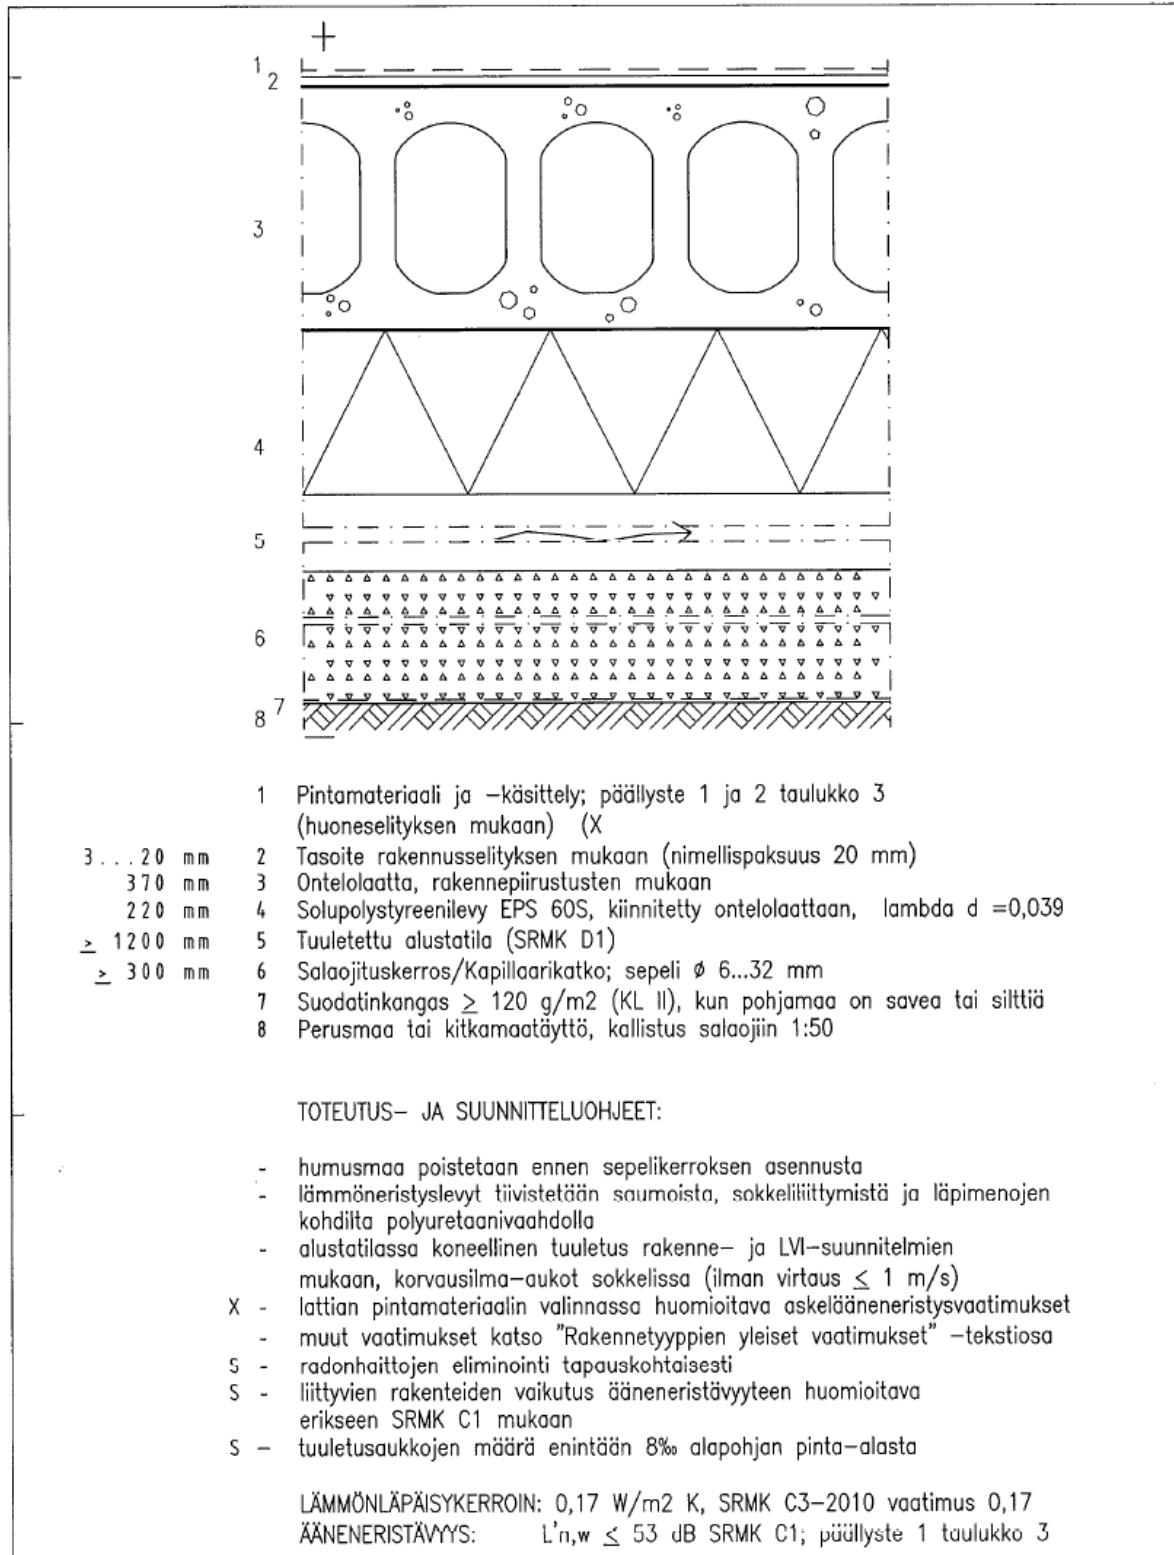 +
1
2
3
4
5
6
7
8
1 Pintamateriaali ja -käsittely; päällyste 1 ja 2 taulukko 3
(huoneselityksen mukaan) (X
3...20 mm 2 Tasoite rakennusselityksen mukaan (nimellispaksuus 20 mm)
370 mm 3 Ontelolaatta, rakennepiirustusten mukaan
220 mm 4 Solupolystyreenilevy EPS 60S, kiinnitetty ontelolaattaan, lambda d =0,039
≥ 1200 mm 5 Tuuletettu alustatila (SRMK D1)
≥ 300 mm 6 Salaojituskerros/Kapillaarikatko; sepeli ϕ 6...32 mm
7 Suodatinkangas ≥ 120 g/m2 (KL II), kun pohjamaa on savea tai silttiä
8 Perusmaa tai kitkamaatäyttö, kallistus salaojiin 1:50
TOTEUTUS- JA SUUNNITTELUOHJEET:
- humusmaa poistetaan ennen sepelikerroksen asennusta
- lämmöneristyslevyt tiivistetään saumoista, sokkeliliittymistä ja läpimenojen
kohdilta polyuretaanivaahdolla
- alustatilassa koneellinen tuuletus rakenne- ja LVI-suunnitelmien
mukaan, korvausilma-aukot sokkelissa (ilman virtaus ≤ 1 m/s)
X - lattian pintamateriaalin valinnassa huomioitava askelääneneristysvaatimukset
- muut vaatimukset katso "Rakennetyyppien yleiset vaatimukset" -tekstiosa
S - radonhaittojen eliminointi tapauskohtaisesti
S - liittyvien rakenteiden vaikutus ääneneristävyyteen huomioitava
erikseen SRMK C1 mukaan
S - tuuletusaukkojen määrä enintään 8‰ alapohjan pinta-alasta
LÄMMÖNLÄPÄISYKERROIN: 0,17 W/m2 K, SRMK C3-2010 vaatimus 0,17
ÄÄNENERISTÄVYYS: L'n,w ≤ 53 dB SRMK C1; päällyste 1 taulukko 3